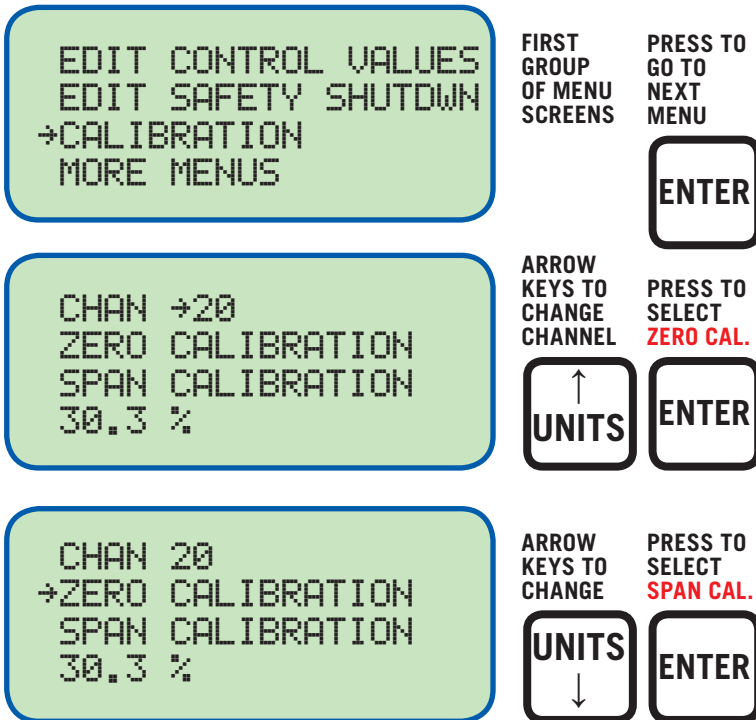 EDIT CONTROL VALUES
EDIT SAFETY SHUTDWN
→CALIBRATION
MORE MENUS
FIRST
GROUP
OF MENU
SCREENS
PRESS TO
GO TO
NEXT
MENU
ENTER
CHAN →20
ZERO CALIBRATION
SPAN CALIBRATION
30.3 %
ARROW
KEYS TO
CHANGE
CHANNEL
↑
UNITS
PRESS TO
SELECT
ZERO CAL.
ENTER
CHAN 20
→ZERO CALIBRATION
SPAN CALIBRATION
30.3 %
ARROW
KEYS TO
CHANGE
UNITS
↓
PRESS TO
SELECT
SPAN CAL.
ENTER